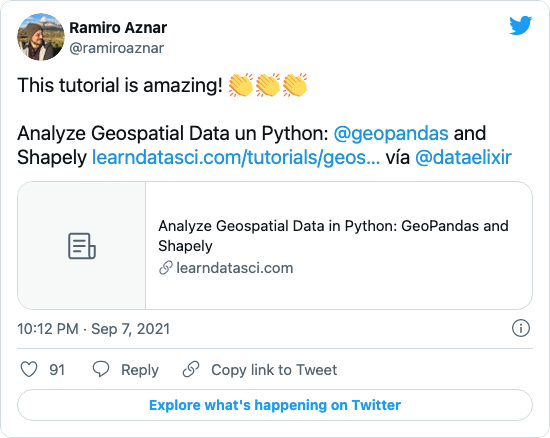 Ramiro Aznar
@ramiroaznar
This tutorial is amazing! 👏👏👏
Analyze Geospatial Data un Python: @geopandas and
Shapely learndatasci.com/tutorials/geos... vía @dataelixir
Analyze Geospatial Data in Python: GeoPandas and
Shapely
learndatasci.com
10:12 PM · Sep 7, 2021
91 Reply Copy link to Tweet
Explore what's happening on Twitter